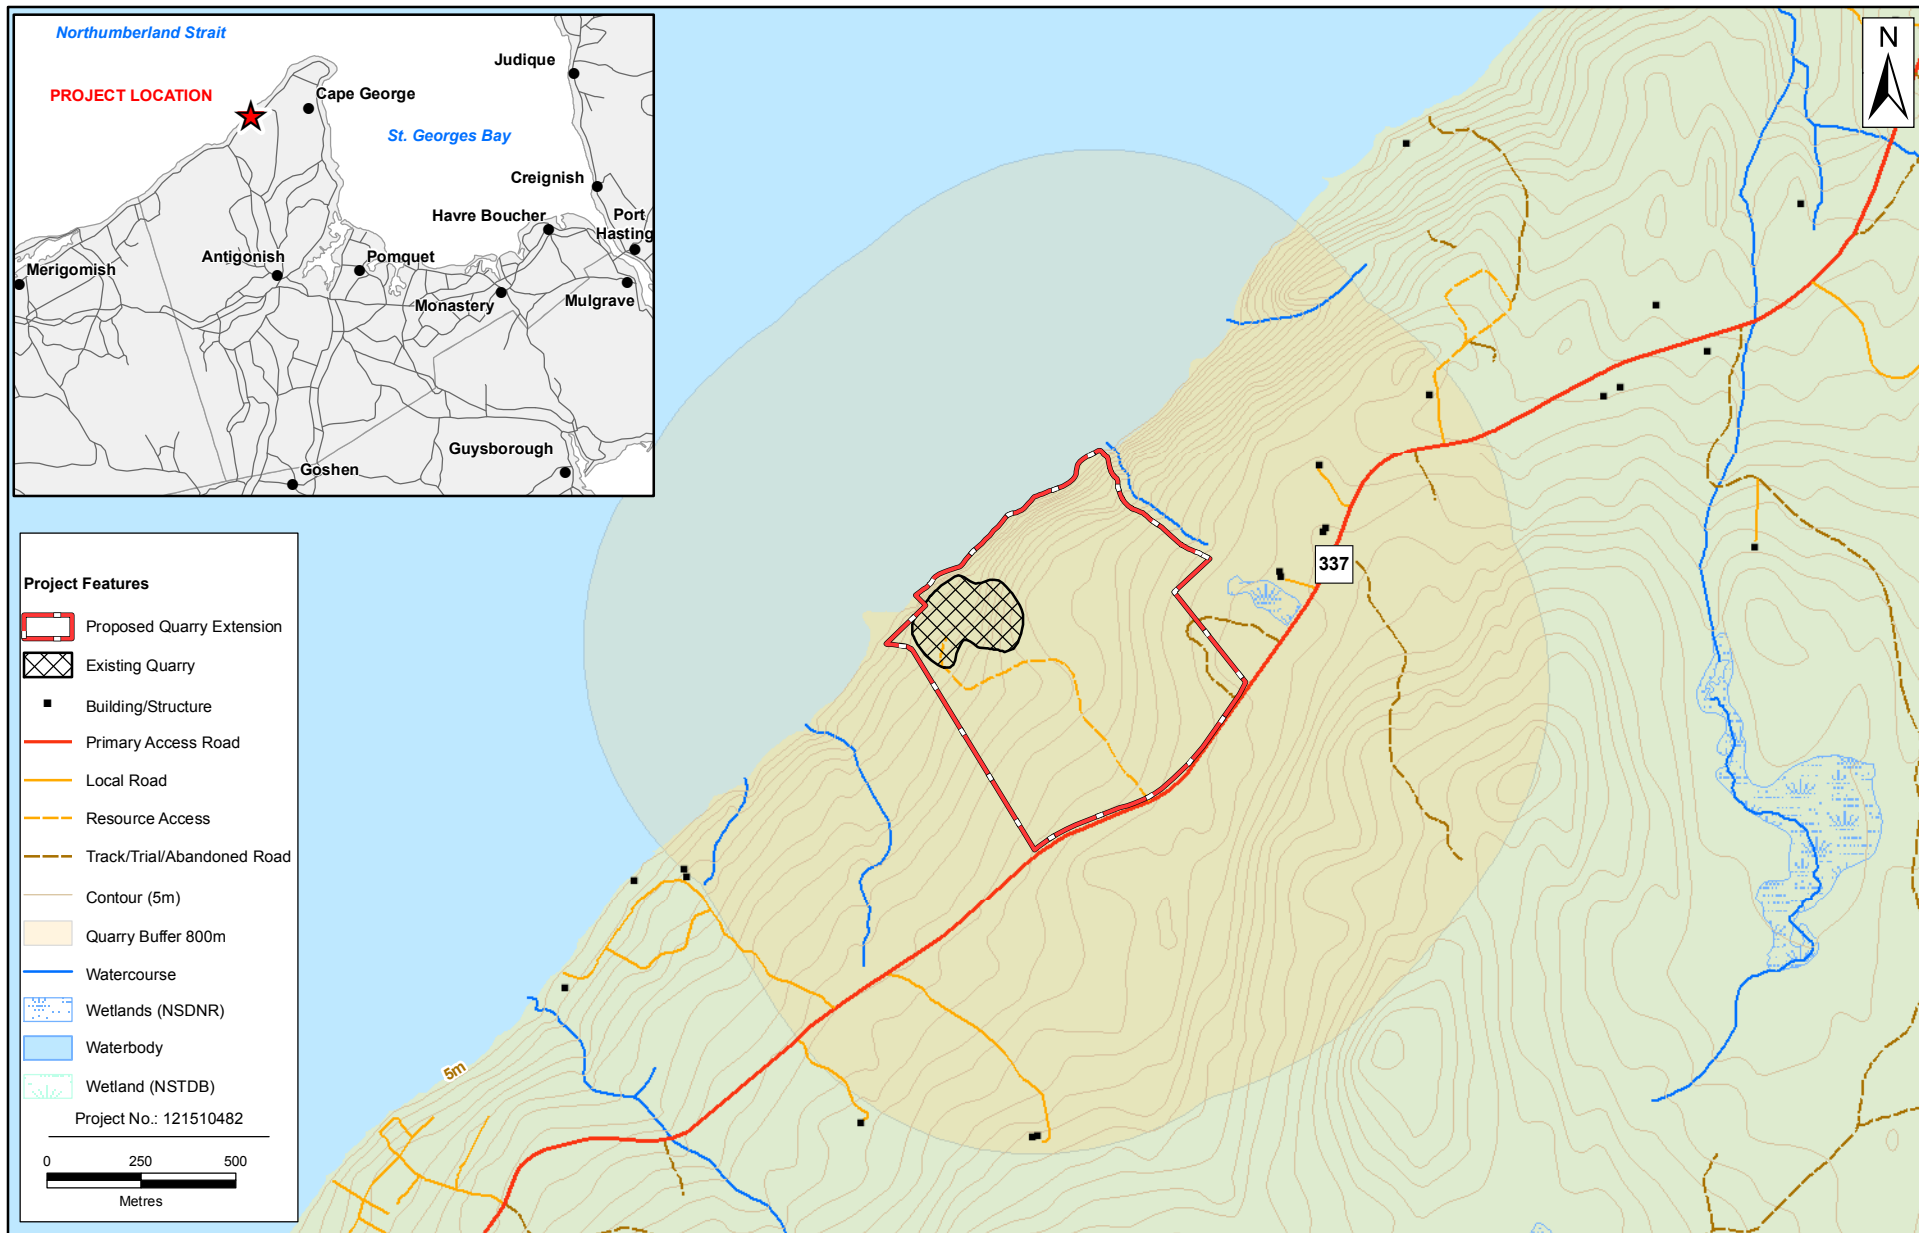 Northumberland Strait
Judique
PROJECT LOCATION
Cape George
St. Georges Bay
Creignish
Havre Boucher
Port
Hasting
Antigonish
Pomquet
Merigomish
Monastery
Mulgrave
Guysborough
Goshen
N
337
5m
Project Features
Proposed Quarry Extension
Existing Quarry
Building/Structure
Primary Access Road
Local Road
Resource Access
Track/Trial/Abandoned Road
Contour (5m)
Quarry Buffer 800m
Watercourse
Wetlands (NSDNR)
Waterbody
Wetland (NSTDB)
Project No.: 121510482
0 250 500
Metres